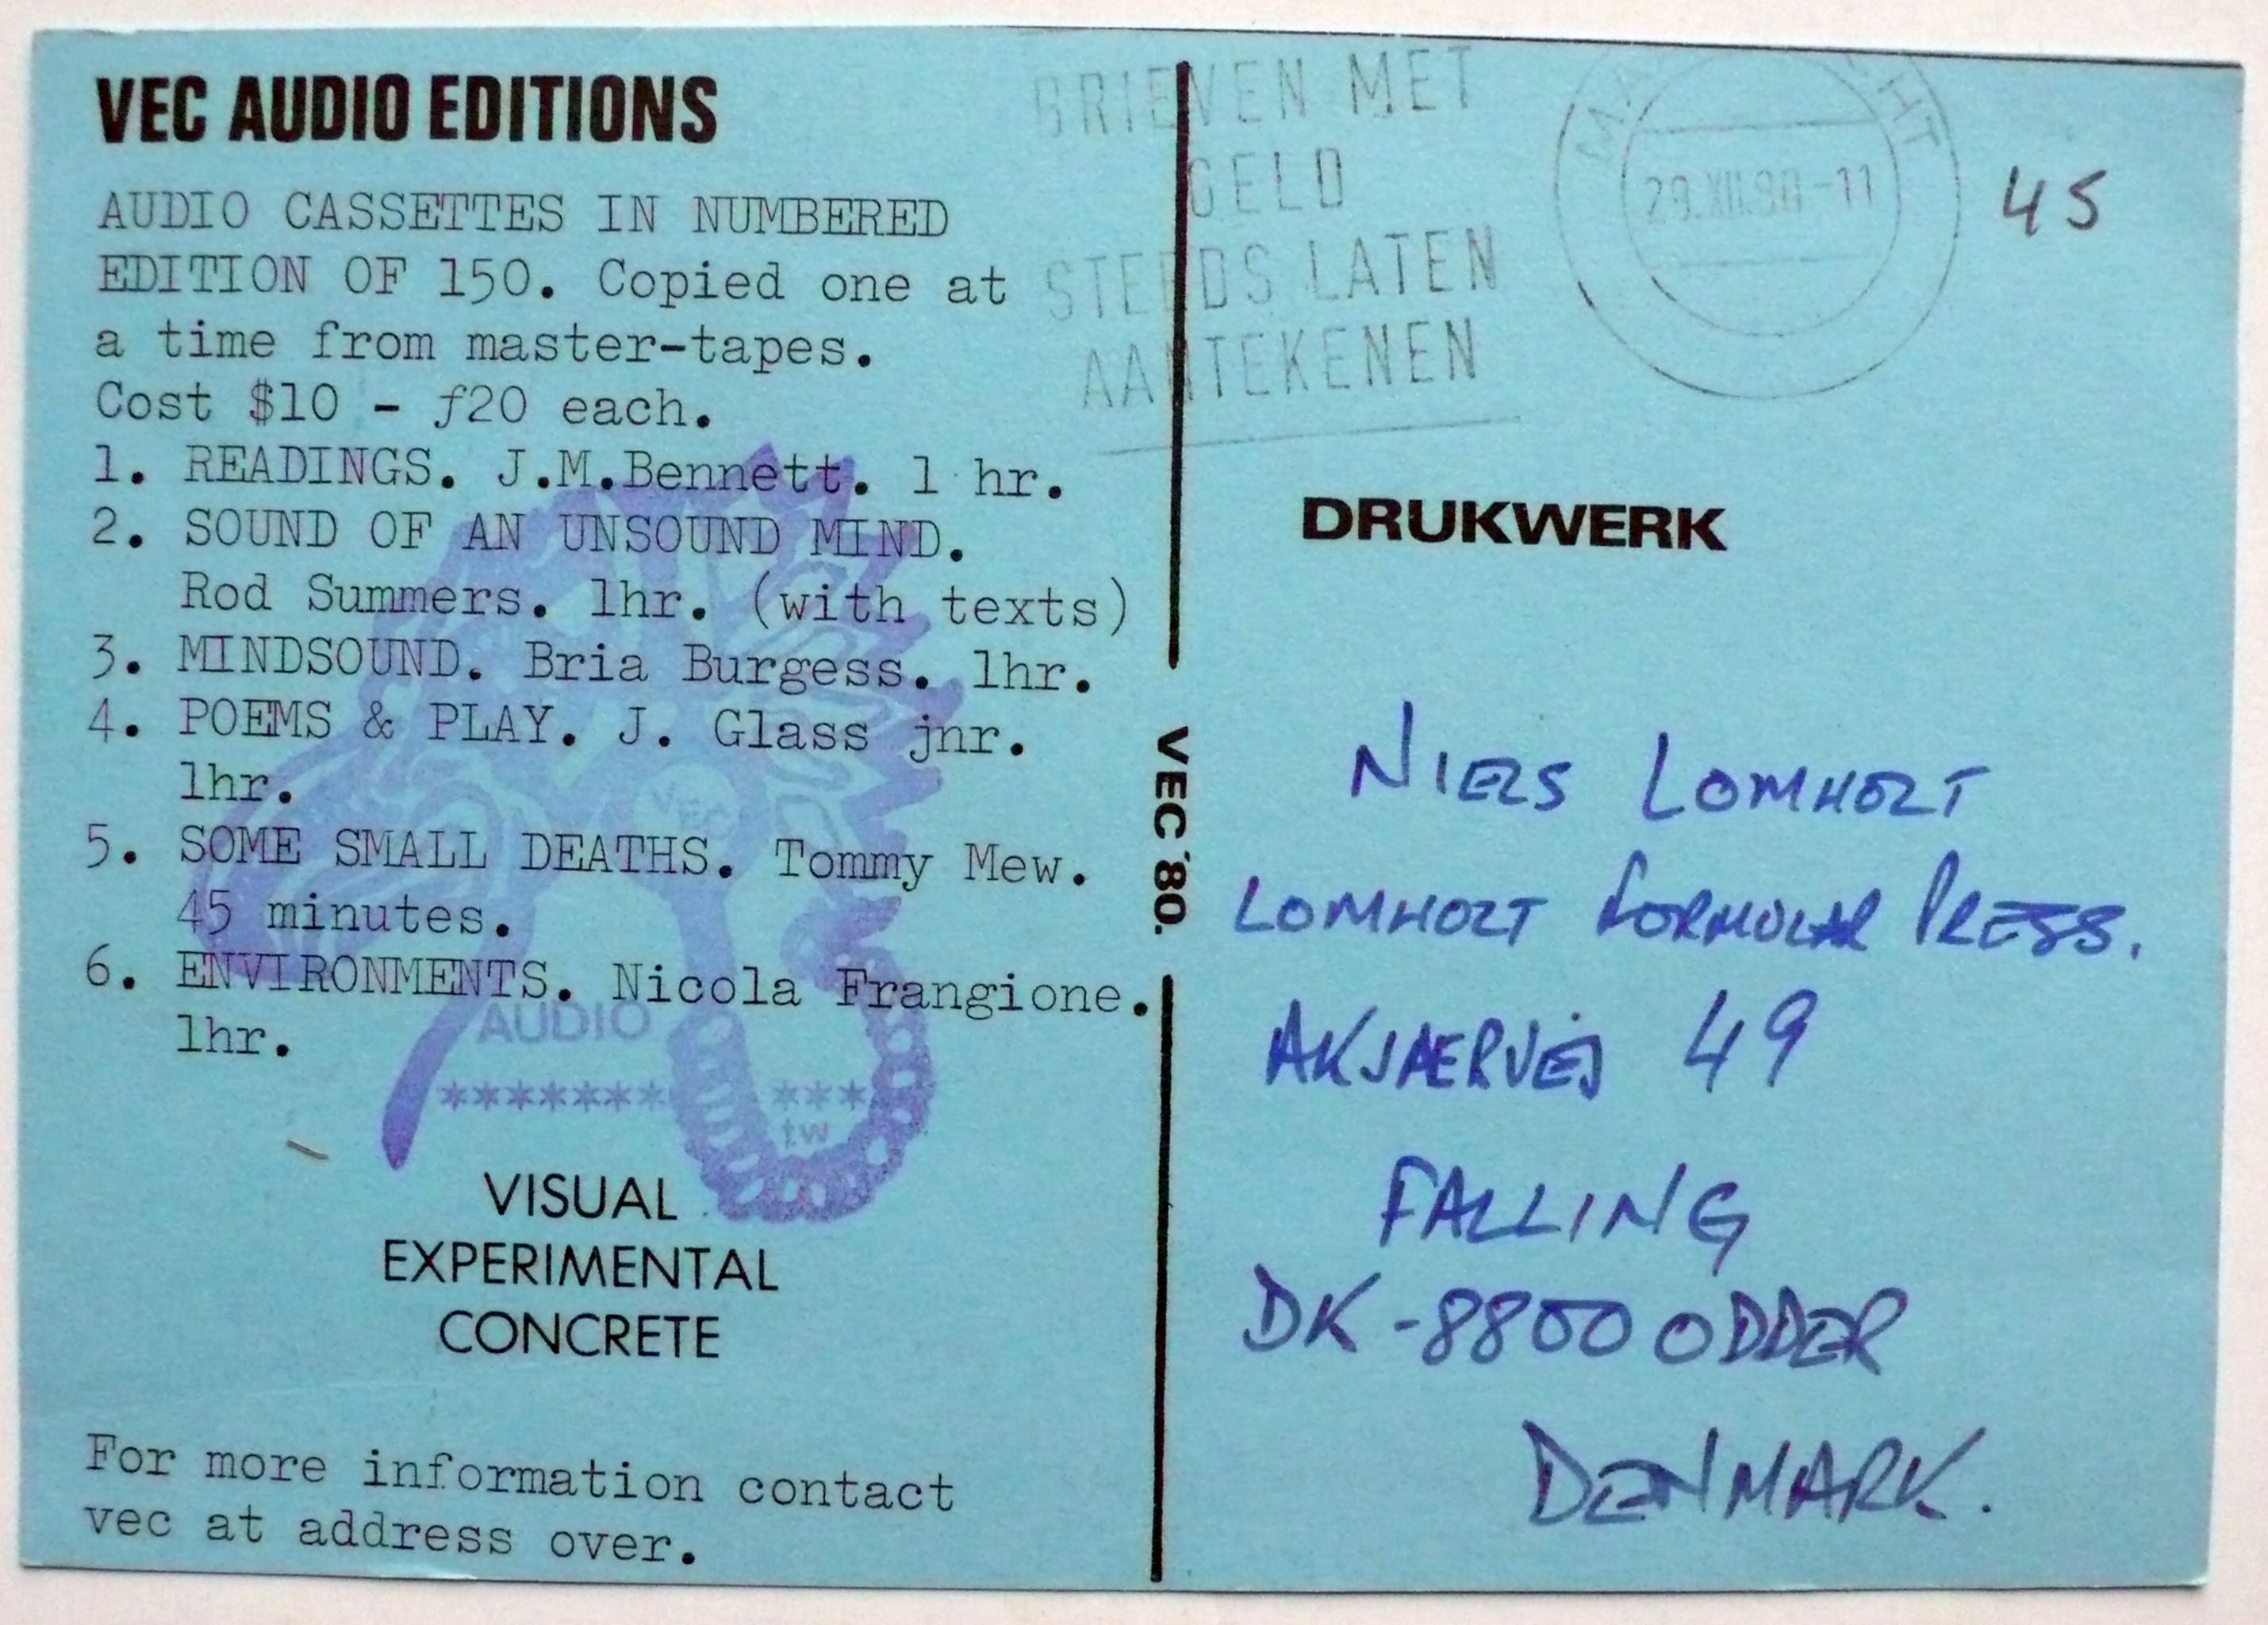 VEC AUDIO EDITIONS
AUDIO CASSETTES IN NUMBERED
EDITION OF 150. Copied one at
a time from master-tapes.
Cost $10 - ƒ20 each.
1. READINGS. J.M.Bennett. 1 hr.
2. SOUND OF AN UNSOUND MIND.
Rod Summers. 1hr. (with texts)
3. MINDSOUND. Bria Burgess. 1hr.
4. POEMS & PLAY. J. Glass jnr.
1hr.
5. SOME SMALL DEATHS. Tommy Mew.
45 minutes.
6. ENVIRONMENTS. Nicola Frangione.
1hr.
VEC
AUDIO
******* ***
tw
VISUAL
EXPERIMENTAL
CONCRETE
For more information contact
vec at address over.
VEC '80.
BRIEVEN MET
GELD
STEEDS LATEN
AANTEKENEN
29.XII.80-11
45
DRUKWERK
NIELS LOMHOLT
LOMHOLT FORMULAR PRESS.
AKJAERVEJ 49
FALLING
DK-8800 ODDER
DENMARK.